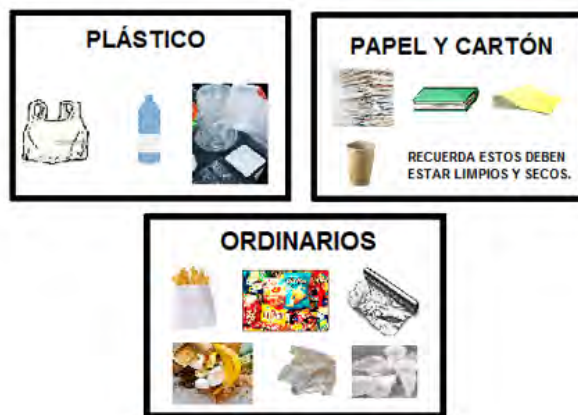 PLÁSTICO
PAPEL Y CARTÓN
RECUERDA ESTOS DEBEN
ESTAR LIMPIOS Y SECOS.
ORDINARIOS